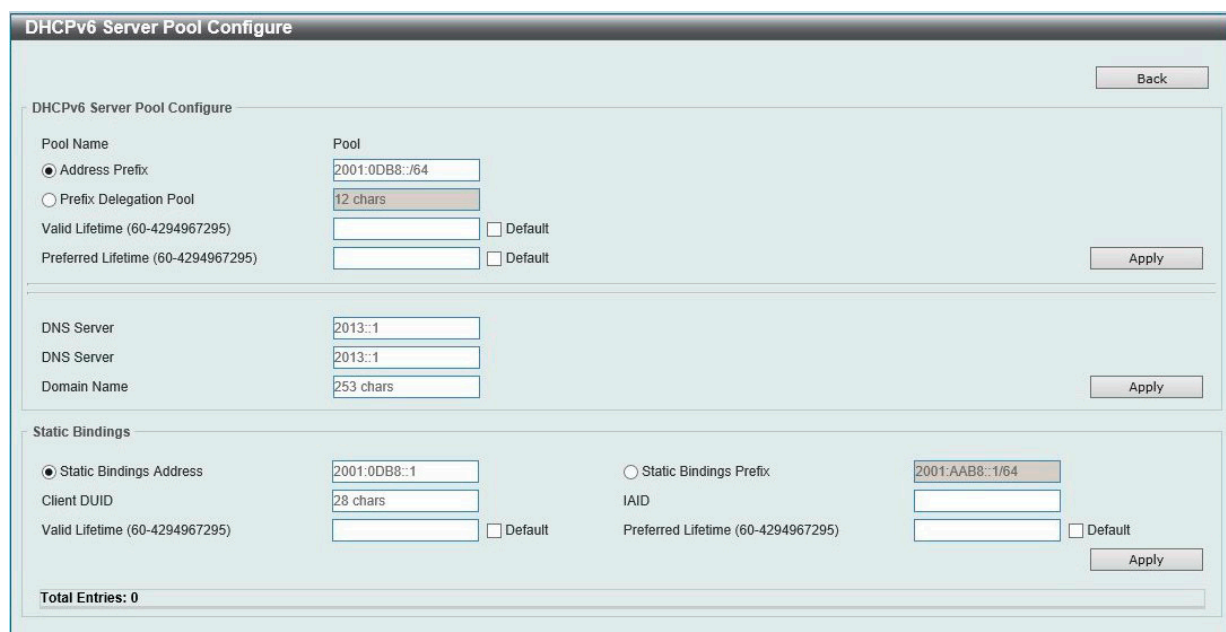 DHCPv6 Server Pool Configure
Back
DHCPv6 Server Pool Configure
Pool Name Pool
Address Prefix 2001:0DB8::/64
Prefix Delegation Pool 12 chars
Valid Lifetime (60-4294967295) Default
Preferred Lifetime (60-4294967295) Default Apply
DNS Server 2013::1
DNS Server 2013::1
Domain Name 253 chars Apply
Static Bindings
Static Bindings Address 2001:0DB8::1 Static Bindings Prefix 2001:AAB8::1/64
Client DUID 28 chars IAID
Valid Lifetime (60-4294967295) Default Preferred Lifetime (60-4294967295) Default
Apply
Total Entries: 0